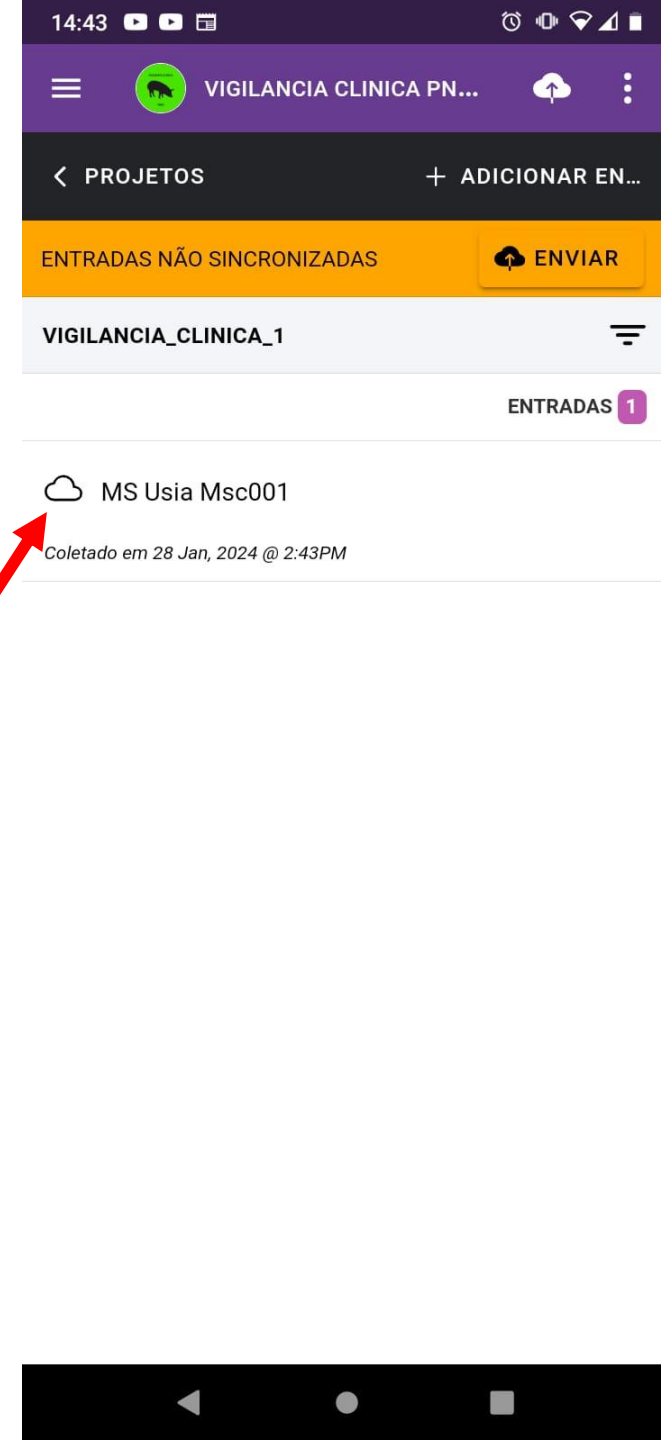 14:43
VIGILANCIA CLINICA PN...
PROJETOS
ADICIONAR EN...
ENTRADAS NÃO SINCRONIZADAS
ENVIAR
VIGILANCIA_CLINICA_1
ENTRADAS 1
MS Usia Msc001
Coletado em 28 Jan, 2024 @ 2:43PM